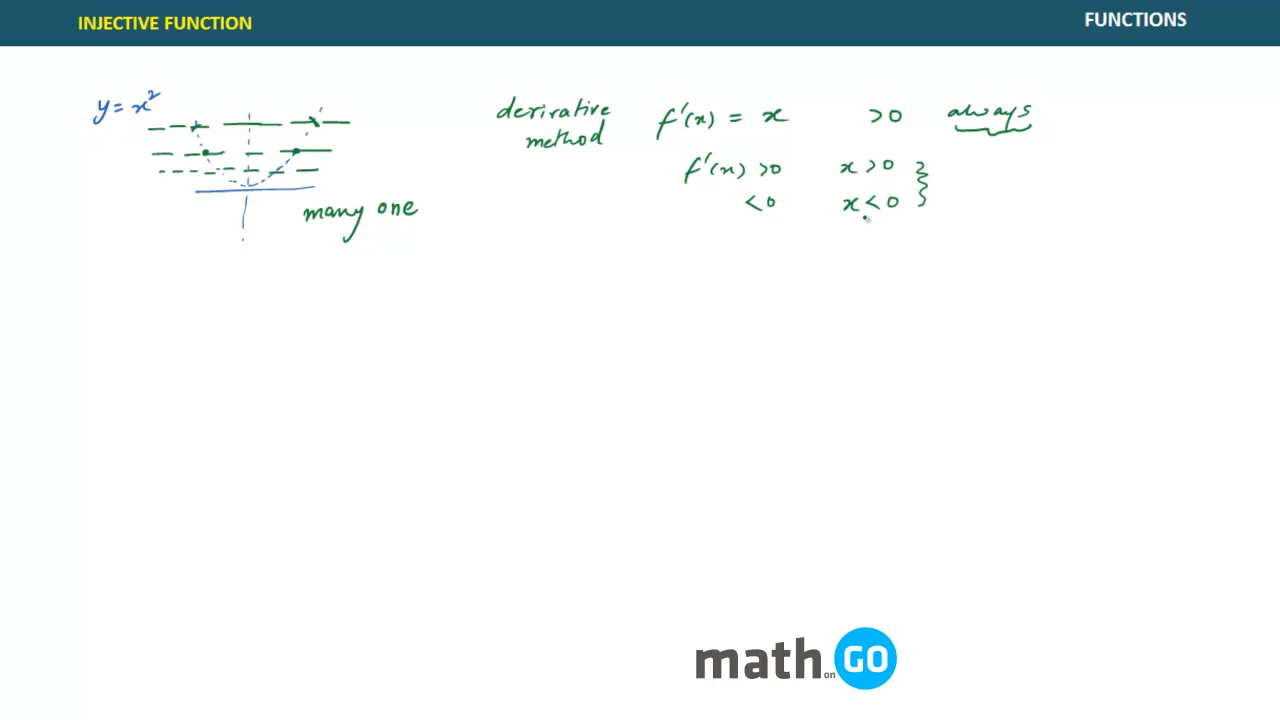 INJECTIVE FUNCTION
FUNCTIONS
y = x²
many one
derivative
method
f'(x) = x >0 always
f'(x) >0 x >0
<0 x < 0
math on GO